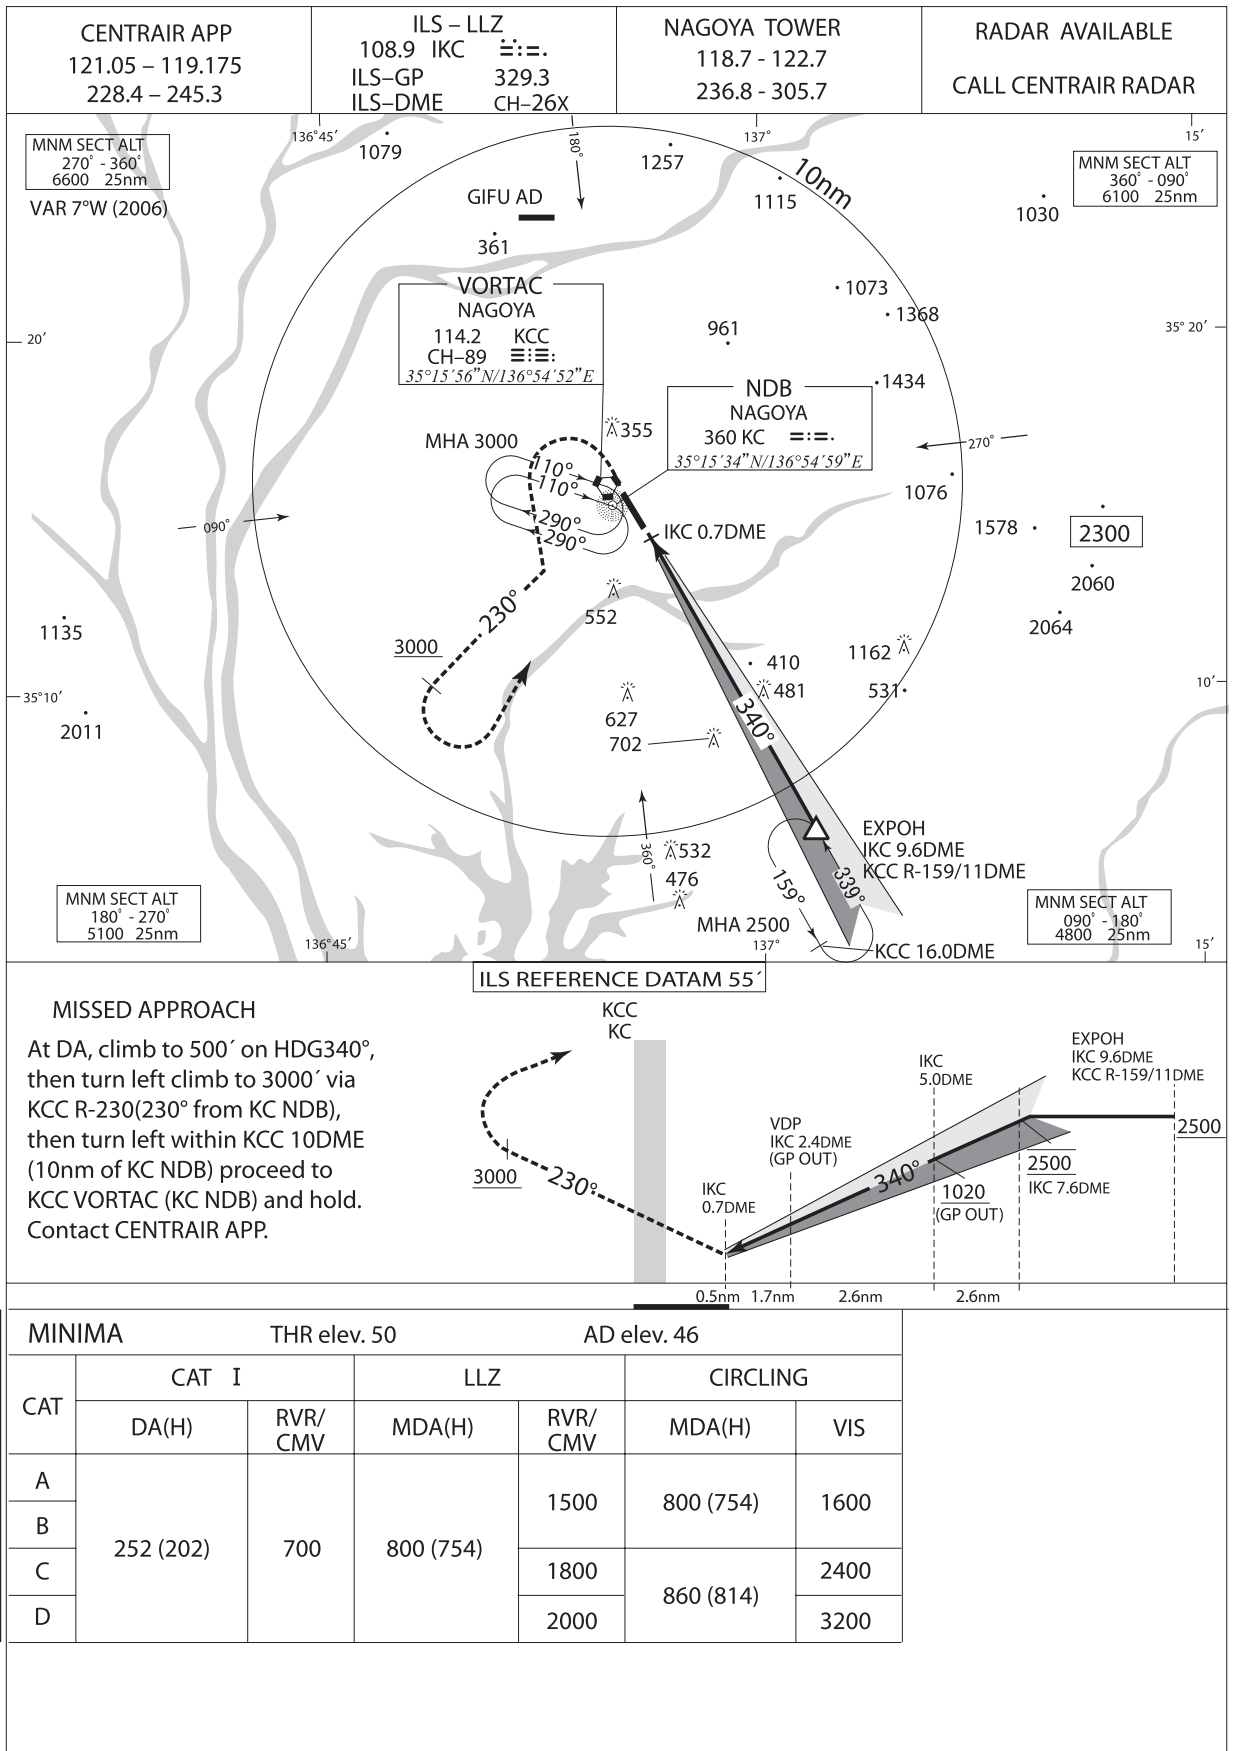 CENTRAIR APP
121.05 – 119.175
228.4 – 245.3
ILS – LLZ
108.9 IKC
ILS–GP 329.3
ILS–DME CH–26X
NAGOYA TOWER
118.7 - 122.7
236.8 - 305.7
RADAR AVAILABLE
CALL CENTRAIR RADAR
MNM SECT ALT
270° - 360°
6600 25nm
VAR 7°W (2006)
136°45′
1079
180°
1257
137°
10nm
1115
15′
MNM SECT ALT
360° - 090°
6100 25nm
1030
GIFU AD
361
VORTAC
NAGOYA
114.2 KCC
CH–89
35°15′56”N/136°54′52”E
1073
1368
961
20′
35° 20′
1434
NDB
NAGOYA
360 KC
35°15′34”N/136°54′59”E
355
MHA 3000
270°
110°
110°
290°
290°
1076
090°
IKC 0.7DME
1578
2300
2060
552
230°
1135
2064
3000
1162
410
481
531
35°10′
10′
2011
627
702
340°
EXPOH
IKC 9.6DME
KCC R-159/11DME
360°
532
476
159°
339°
MHA 2500
KCC 16.0DME
MNM SECT ALT
180° - 270°
5100 25nm
MNM SECT ALT
090° - 180°
4800 25nm
136°45′
137°
15′
ILS REFERENCE DATAM 55′
MISSED APPROACH
At DA, climb to 500′ on HDG340°,
then turn left climb to 3000′ via
KCC R-230(230° from KC NDB),
then turn left within KCC 10DME
(10nm of KC NDB) proceed to
KCC VORTAC (KC NDB) and hold.
Contact CENTRAIR APP.
KCC
KC
3000
230°
IKC
0.7DME
VDP
IKC 2.4DME
(GP OUT)
IKC
5.0DME
340°
1020
(GP OUT)
EXPOH
IKC 9.6DME
KCC R-159/11DME
2500
2500
IKC 7.6DME
0.5nm 1.7nm 2.6nm 2.6nm
MINIMA THR elev. 50 AD elev. 46
CAT
CAT I LLZ CIRCLING
DA(H) RVR/CMV MDA(H) RVR/CMV MDA(H) VIS
A
B
C
D
252 (202)
700
800 (754)
1500
1800
2000
800 (754)
860 (814)
1600
2400
3200